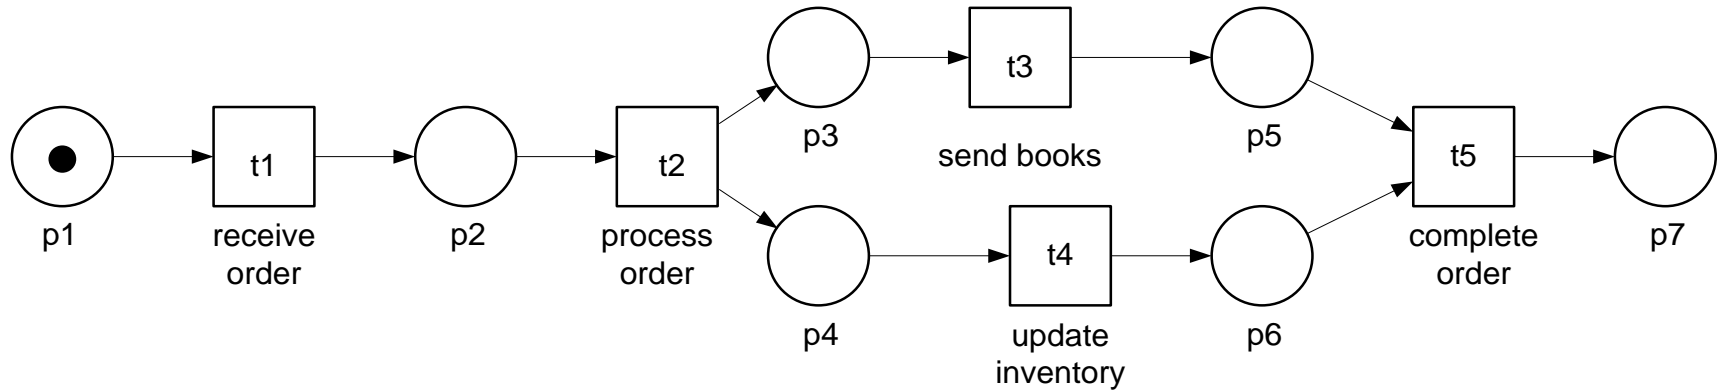 t3
p3
p5
send books
t1
t2
t5
p1
receive
order
p2
process
order
complete
order
p7
t4
p4
p6
update
inventory